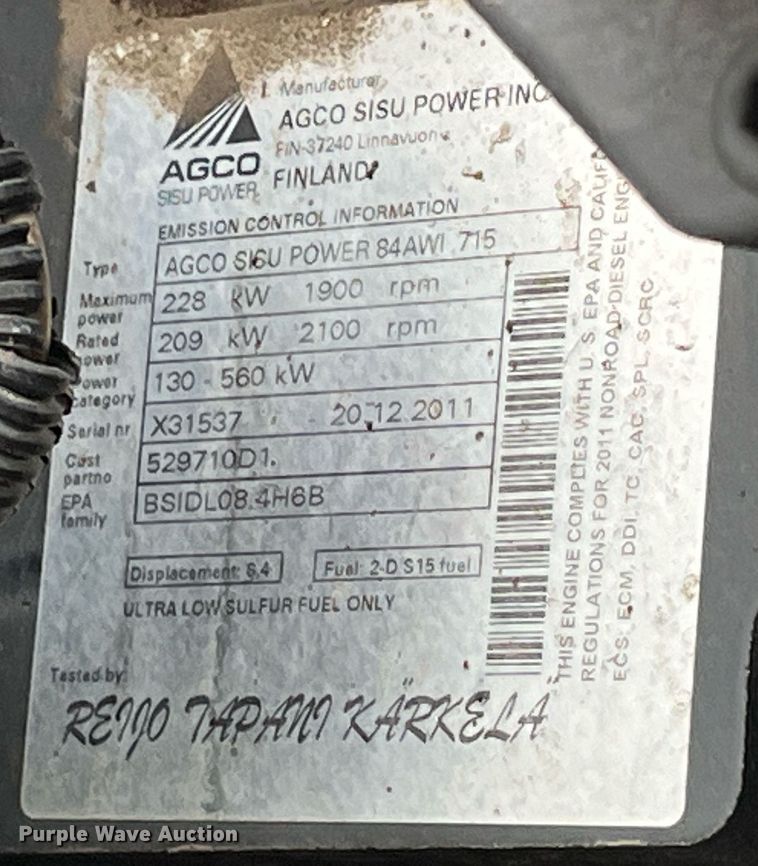 Manufacturer
AGCO SISU POWER INC
FIN-37240 Linnavuori
FINLAND
AGCO
SISU POWER
EMISSION CONTROL INFORMATION
Type AGCO SISU POWER 84AWI .715
Maximum power 228 kW 1900 rpm
Rated power 209 kW 2100 rpm
Power category 130 - 560 kW
Serial nr X31537 20.12.2011
Cust partno 529710D1.
EPA family BSIDL08.4H6B
Displacement: 8,4 Fuel: 2-D S15 fuel
ULTRA LOW SULFUR FUEL ONLY
Tested by:
REIJO TAPANI KÄRKELÄ
THIS ENGINE COMPLIES WITH U.S. EPA AND
REGULATIONS FOR 2011 NONROAD DIESEL
ECS, ECM, DDI, TC, CAC, SPL, SCRC
Purple Wave Auction